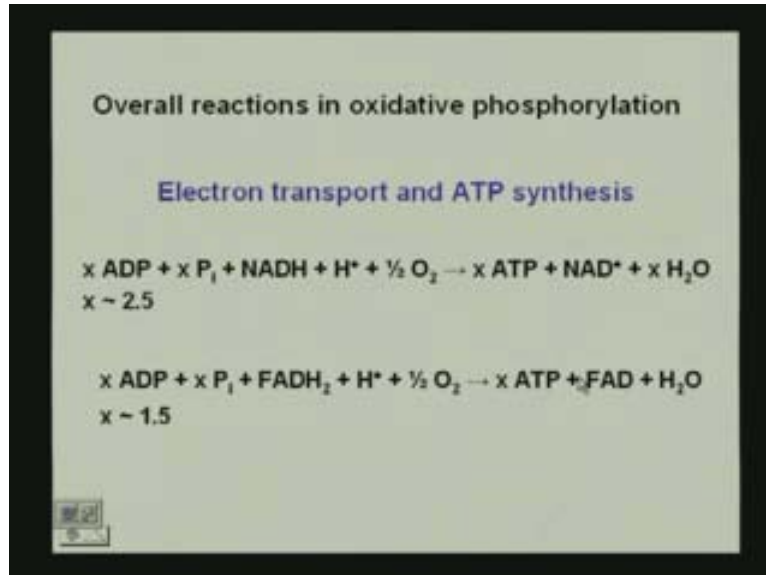 Overall reactions in oxidative phosphorylation
Electron transport and ATP synthesis
x ADP + x Pᵢ + NADH + H⁺ + ½ O₂ → x ATP + NAD⁺ + x H₂O
x ~ 2.5
x ADP + x Pᵢ + FADH₂ + H⁺ + ½ O₂ → x ATP + FAD + H₂O
x ~ 1.5